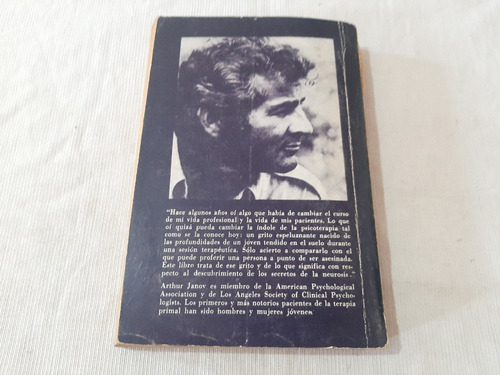 "Hace algunos años oí algo que había de cambiar el curso
de mi vida profesional y la vida de mis pacientes. Lo que
oí quizá pueda cambiar la índole de la psicoterapia tal
como se la conoce hoy: un grito espeluznante nacido de
las profundidades de un joven tendido en el suelo durante
una sesión terapéutica. Sólo acierto a compararlo con el
que puede proferir una persona a punto de ser asesinada.
Este libro trata de ese grito y de lo que significa con res-
pecto al descubrimiento de los secretos de la neurosis."
Arthur Janov es miembro de la American Psychological
Association y de Los Angeles Society of Clinical Psycho-
logists. Los primeros y más notorios pacientes de la terapia
primal han sido hombres y mujeres jóvenes